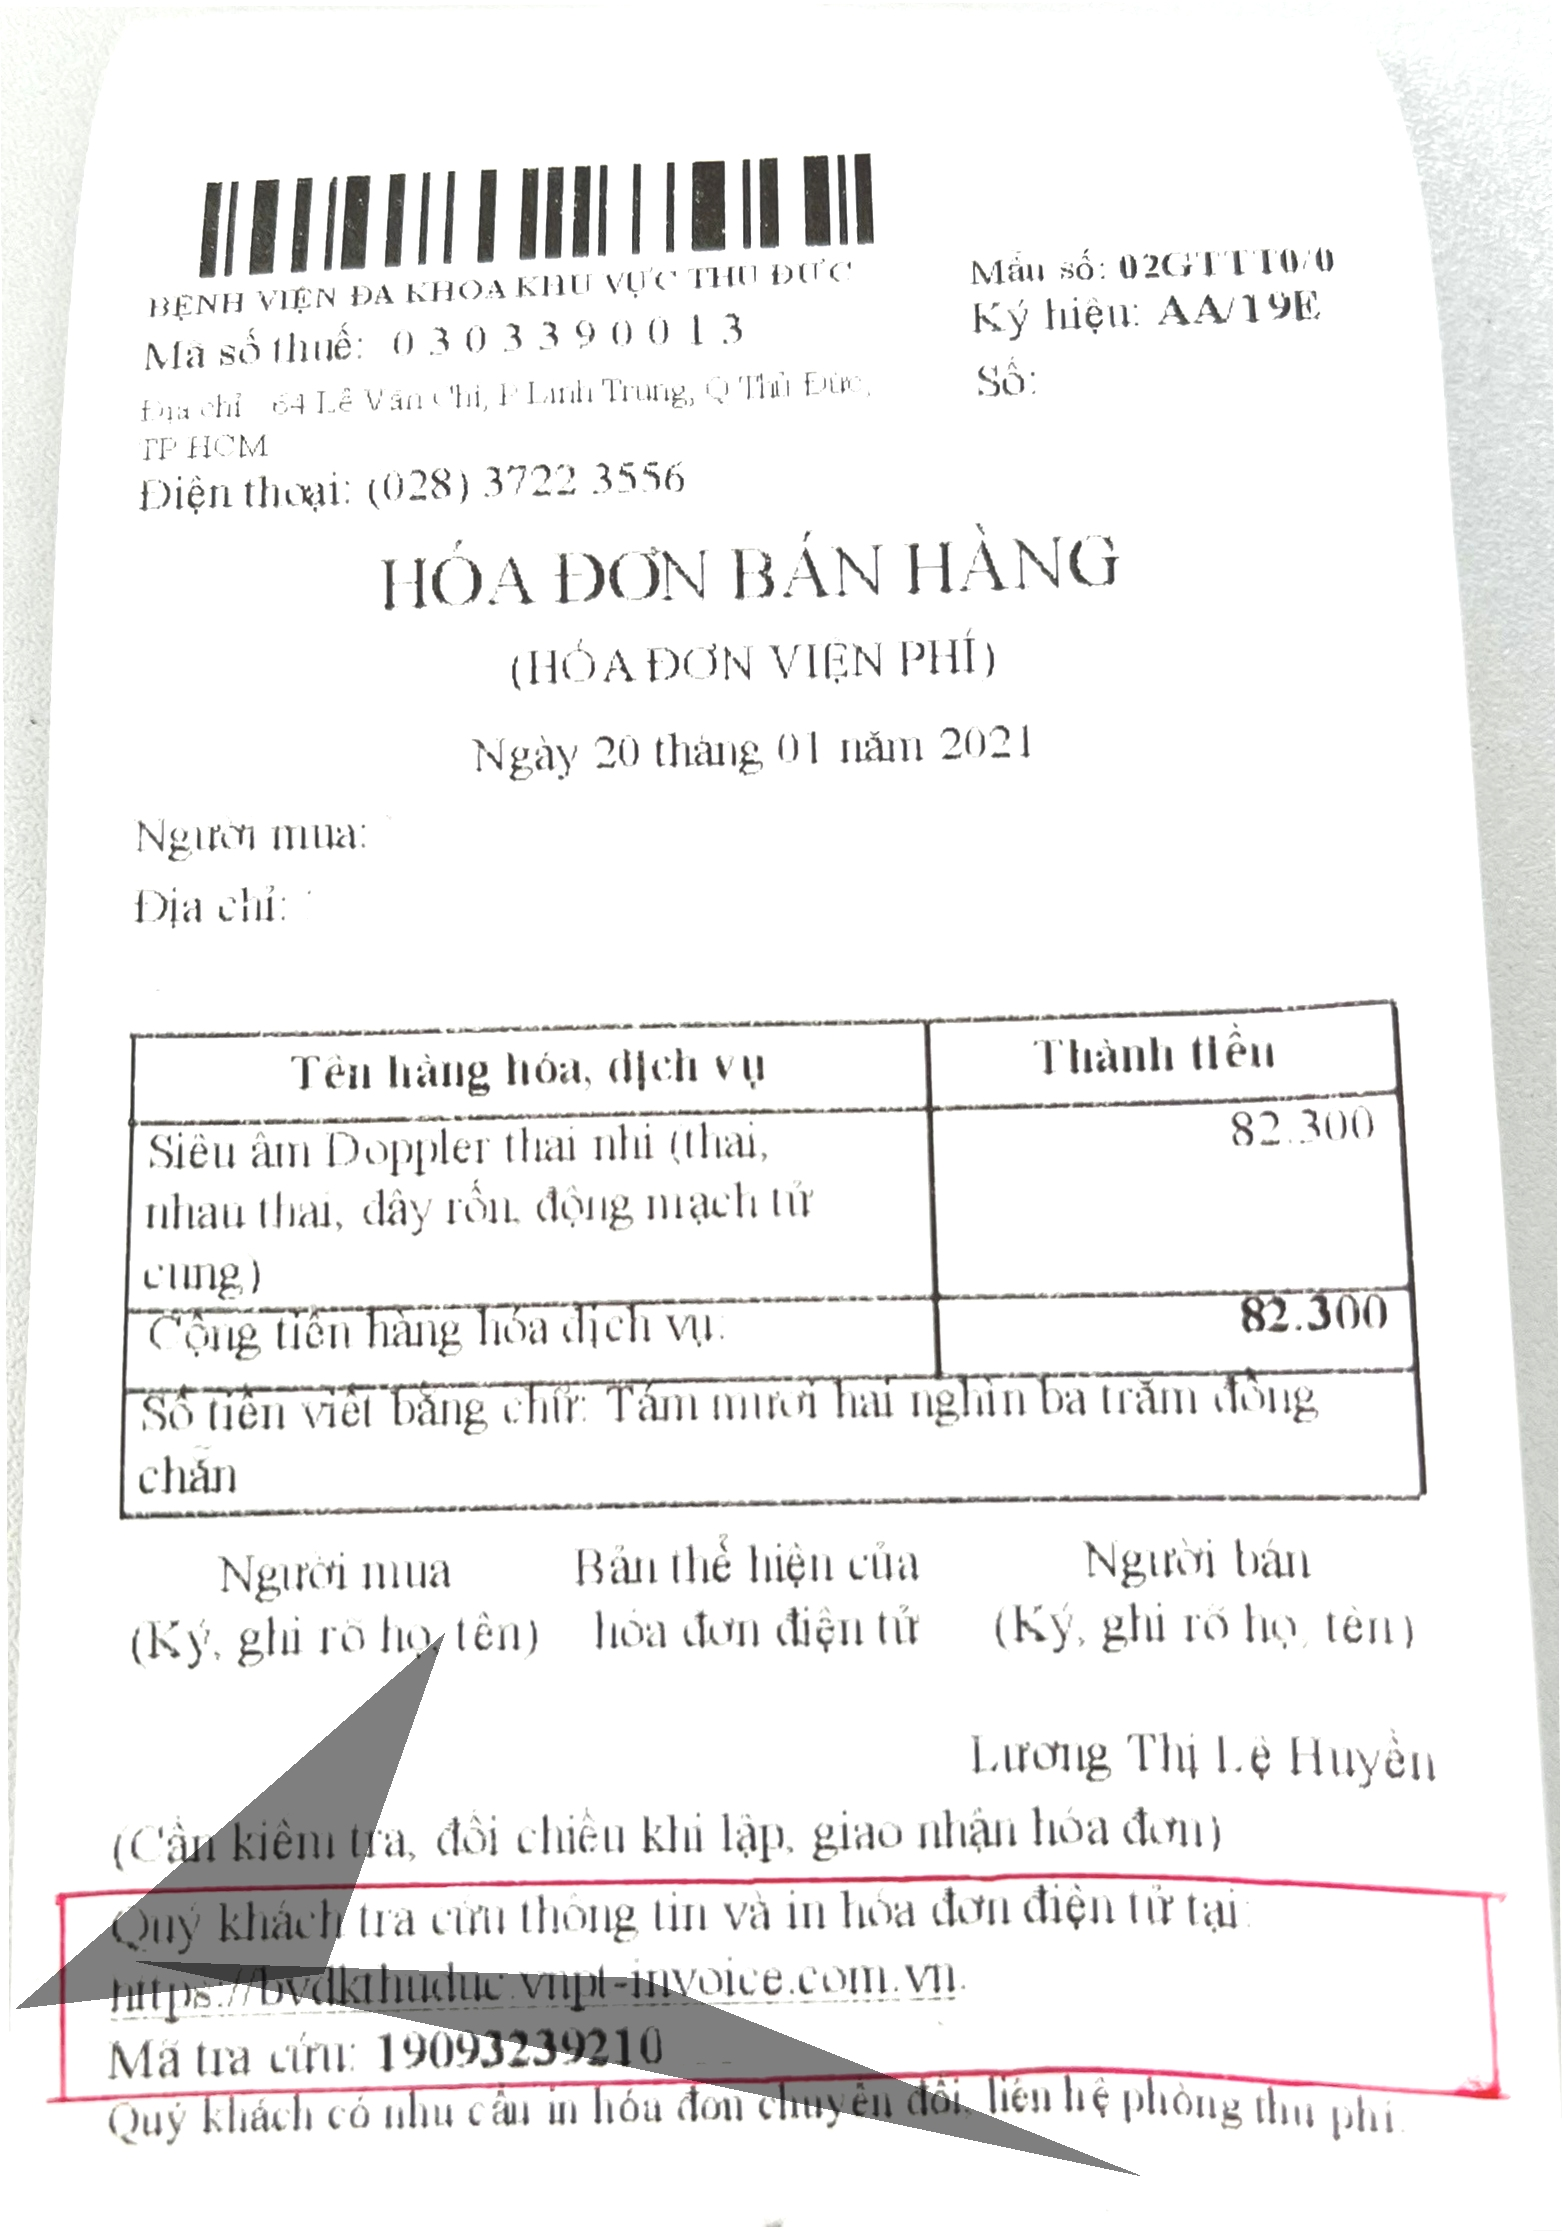 BỆNH VIỆN ĐA KHOA KHU VỰC THỦ ĐỨC
Mã số thuế: 0 3 0 3 3 9 0 0 1 3
Địa chỉ 64 Lê Văn Chí, P Linh Trung, Q Thủ Đức,
TP HCM
Điện thoại: (028) 3722 3556
Mẫu số: 02GTTT0/0
Ký hiệu: AA/19E
Số:
HÓA ĐƠN BÁN HÀNG
(HÓA ĐƠN VIỆN PHÍ)
Ngày 20 tháng 01 năm 2021
Người mua:
Địa chỉ:
Tên hàng hóa, dịch vụ Thành tiền
Siêu âm Doppler thai nhi (thai, 82.300
nhau thai, dây rốn, động mạch tử
cung)
Cộng tiền hàng hóa dịch vụ: 82.300
Số tiền viết bằng chữ: Tám mươi hai nghìn ba trăm đồng
chẵn
Người mua Bản thể hiện của Người bán
(Ký, ghi rõ họ, tên) hóa đơn điện tử (Ký, ghi rõ họ, tên)
Lương Thị Lệ Huyền
(Cần kiểm tra, đối chiếu khi lập, giao nhận hóa đơn)
Quý khách tra cứu thông tin và in hóa đơn điện tử tại:
https://bvdkthuduc.vnpt-invoice.com.vn.
Mã tra cứu: 19093239210
Quý khách có nhu cầu in hóa đơn chuyển đổi, liên hệ phòng thu phí.